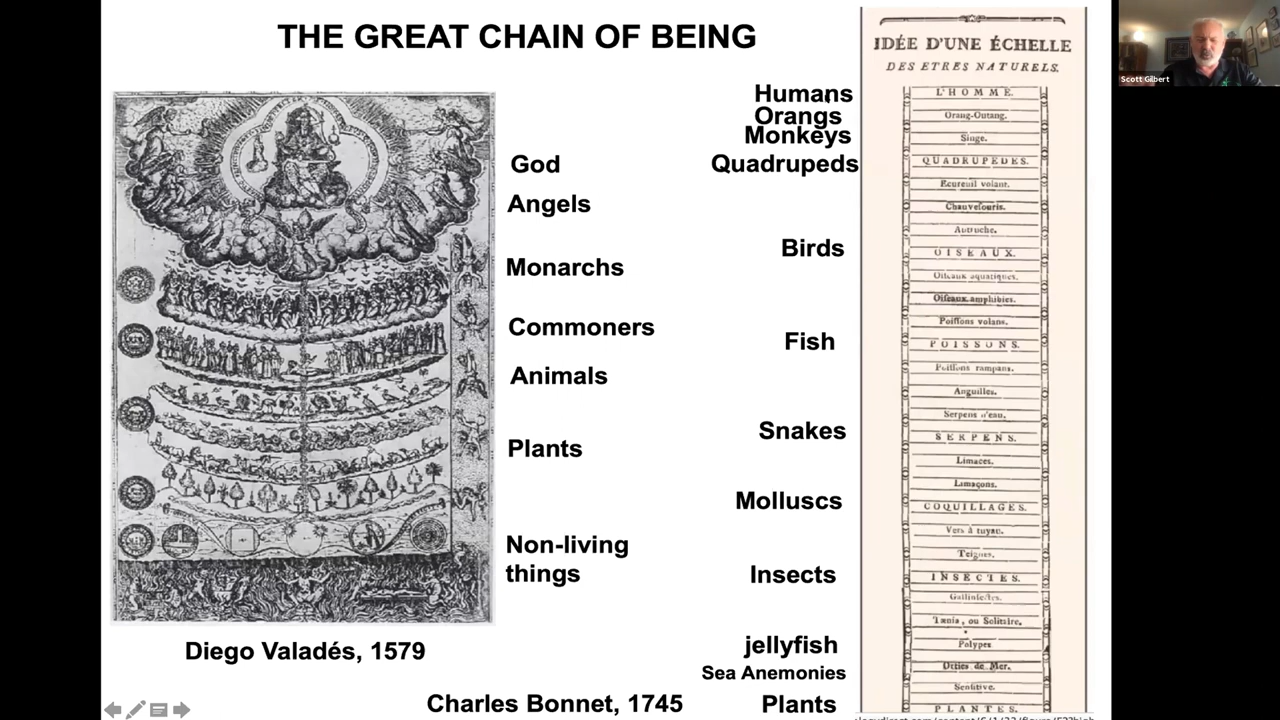 THE GREAT CHAIN OF BEING
God
Angels
Monarchs
Commoners
Animals
Plants
Non-living
things
Diego Valadés, 1579
Humans
Orangs
Monkeys
Quadrupeds
Birds
Fish
Snakes
Molluscs
Insects
jellyfish
Sea Anemonies
Plants
Charles Bonnet, 1745
IDÉE D'UNE ÉCHELLE
DES ETRES NATURELS.
L'HOMME.
Orang-Outang.
Singe.
QUADRUPEDES.
Ecureuil volant.
Chauvesouris.
Autruche.
OISEAUX.
Oiseaux aquatiques.
Oiseaux amphibies.
Poissons volans.
POISSONS.
Poissons rampans.
Anguilles.
Serpens d'eau.
SERPENS.
Limaces.
Limaçons.
COQUILLAGES.
Vers à tuyau.
Teignes.
INSECTES.
Gallinsectes.
Tænia, ou Solitaire.
Polypes
Orties de Mer.
Sensitive.
PLANTES.
Scott Gilbert